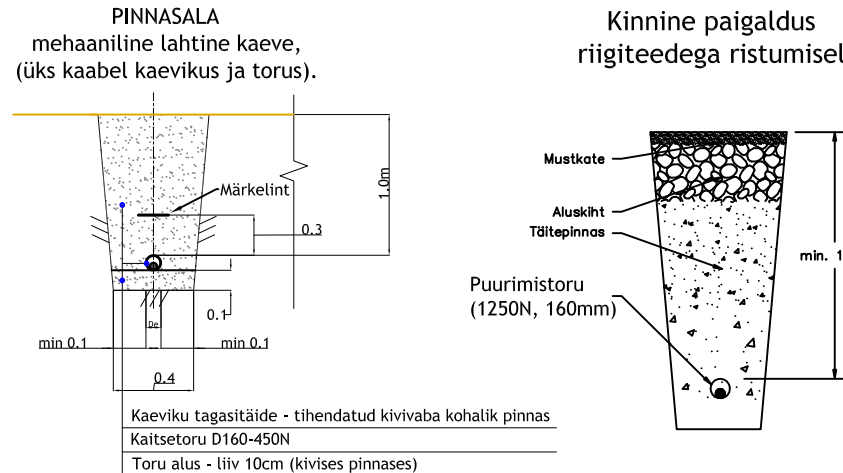 PINNASALA
mehaaniline lahtine kaeve,
(üks kaabel kaevikus ja torus).
Kinnine paigaldus
riigiteedega ristumisel
Mustkate
Aluskiht
Täitepinnas
Puurimistoru
(1250N, 160mm)
min. 1
Märkelint
1.0m
0.3
0.1
De
min 0.1
min 0.1
0.4
Kaeviku tagasitäide - tihendatud kivivaba kohalik pinnas
Kaitsetoru D160-450N
Toru alus - liiv 10cm (kivises pinnases)